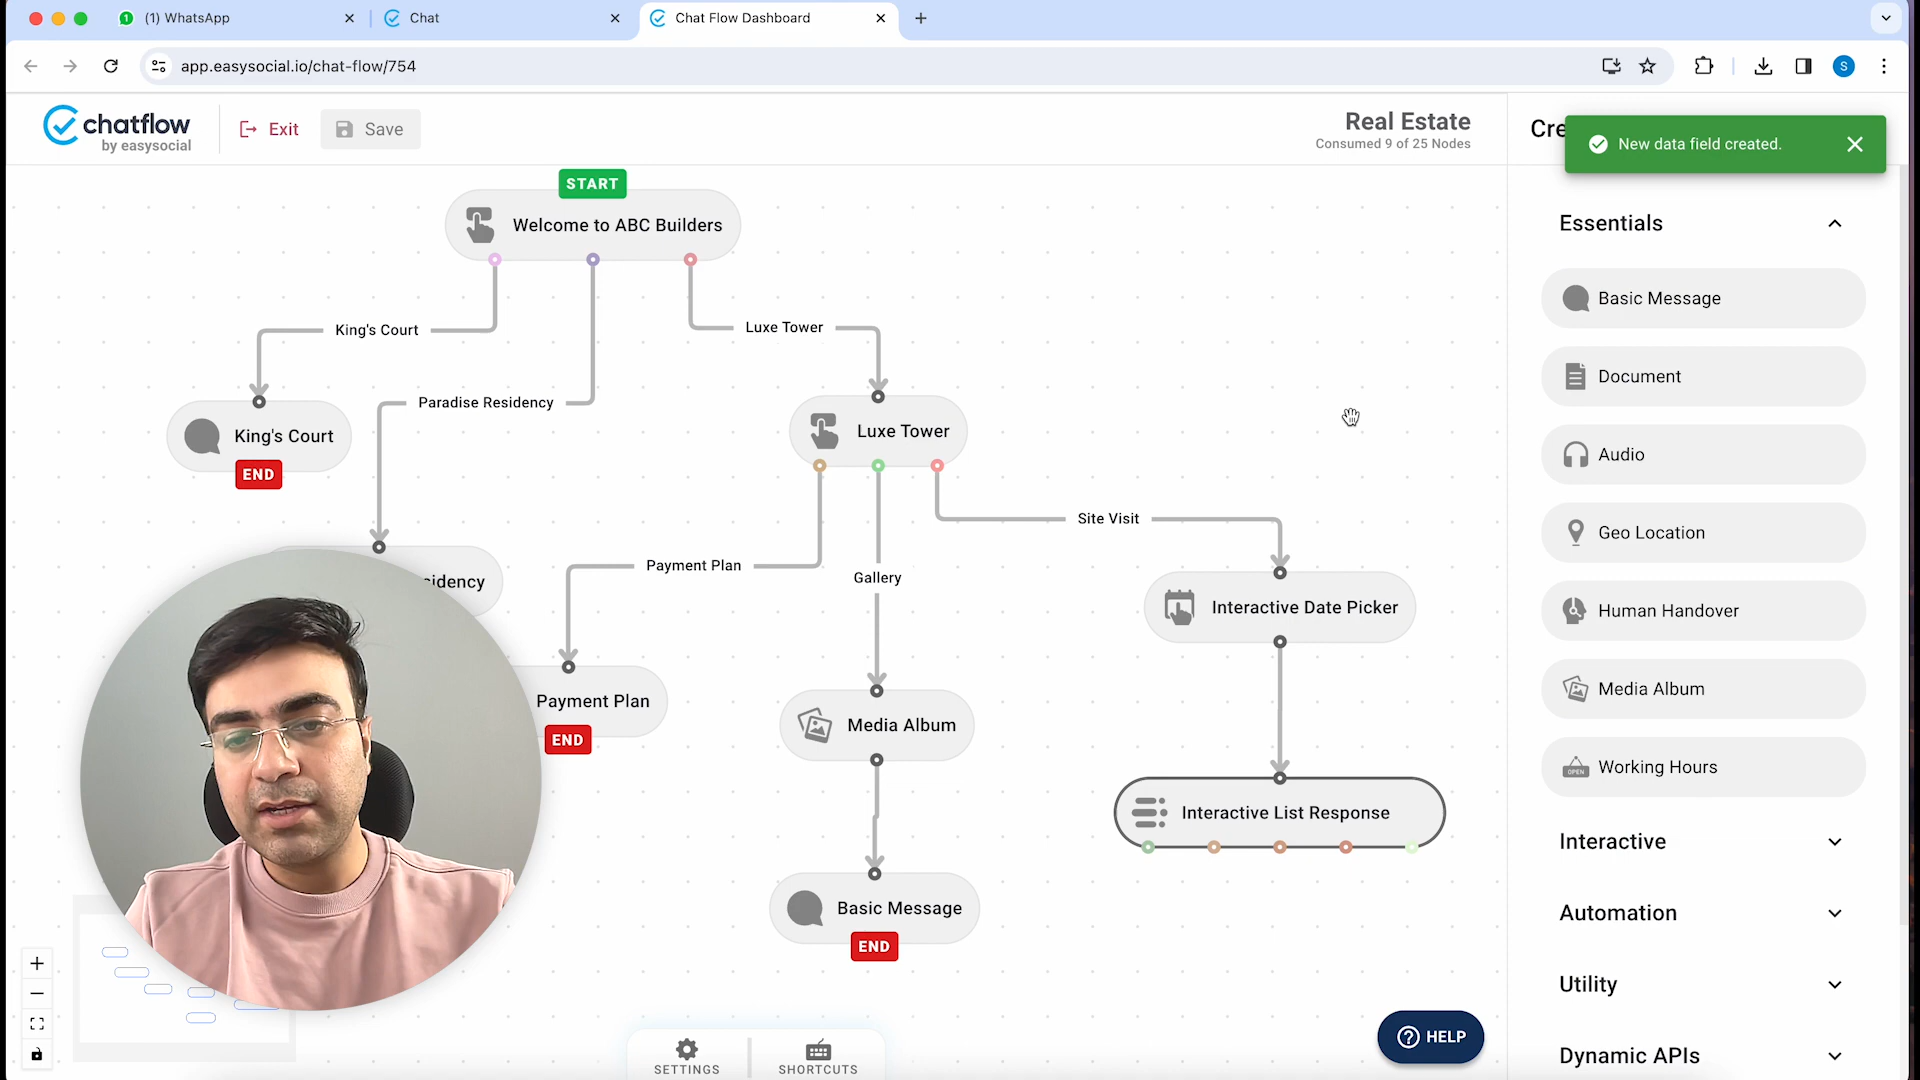 (1) WhatsApp
Chat
Chat Flow Dashboard
app.easysocial.io/chat-flow/754
S
chatflow
by easysocial
Exit
Save
Real Estate
Consumed 9 of 25 Nodes
Cre
New data field created.
START
Welcome to ABC Builders
King's Court
Luxe Tower
Paradise Residency
King's Court
END
Luxe Tower
Site Visit
Payment Plan
Gallery
sidency
Interactive Date Picker
Payment Plan
END
Media Album
Interactive List Response
Basic Message
END
Essentials
Basic Message
Document
Audio
Geo Location
Human Handover
Media Album
OPEN
Working Hours
Interactive
Automation
Utility
Dynamic APIs
SETTINGS
SHORTCUTS
HELP